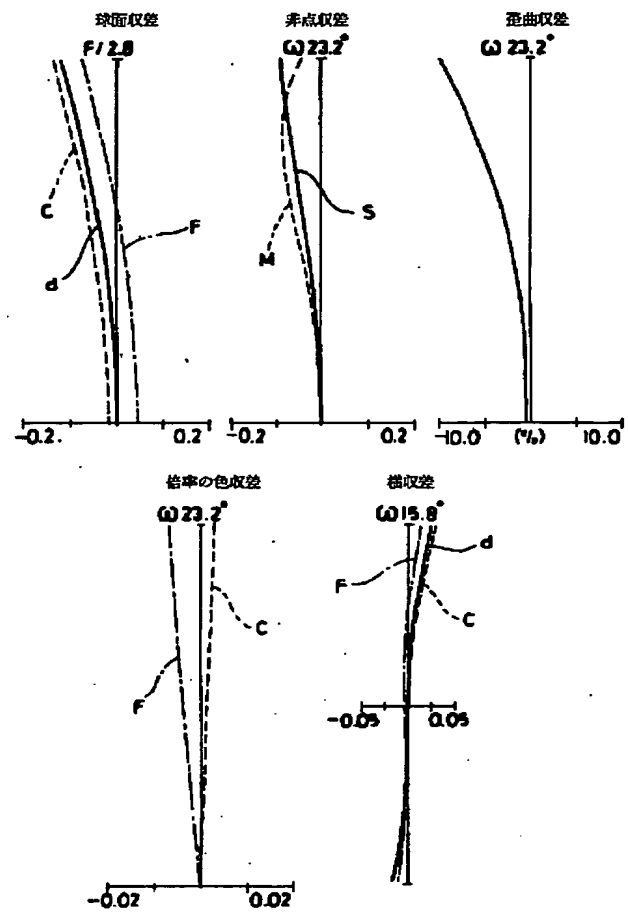 球面収差
F/2.8
C
d
F
-0.2.
0.2
非点収差
ω 23.2°
S
M
-0.2
0.2
歪曲収差
ω 23.2°
-10.0
(%)
10.0
倍率の色収差
ω 23.2°
C
F
-0.02
0.02
横収差
ω 15.8°
d
F
C
-0.05
0.05